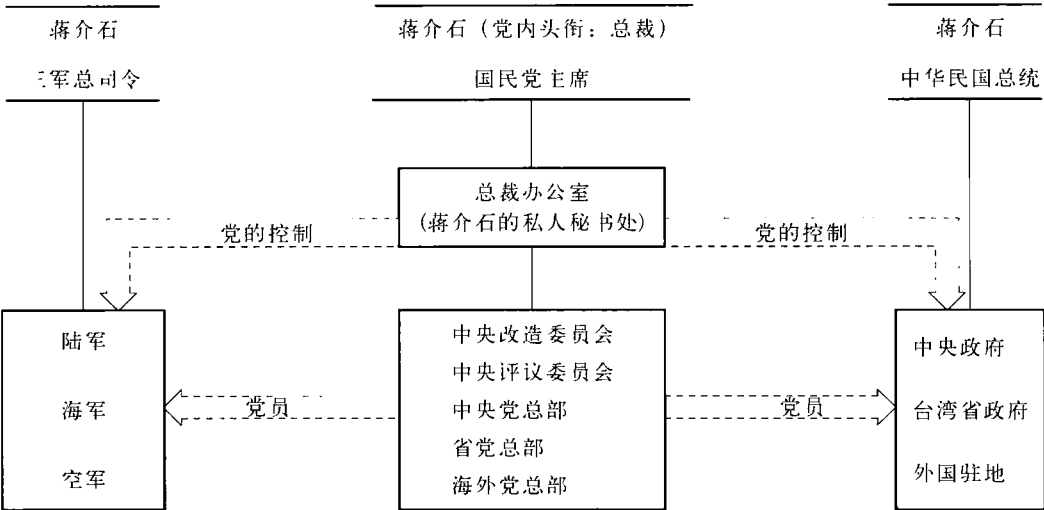 蒋介石
军总司令
蒋介石（党内头衔：总裁）
国民党主席
蒋介石
中华民国总统
总裁办公室
(蒋介石的私人秘书处)
党的控制
党的控制
陆军
海军
空军
党员
中央改造委员会
中央评议委员会
中央党总部
省党总部
海外党总部
党员
中央政府
台湾省政府
外国驻地